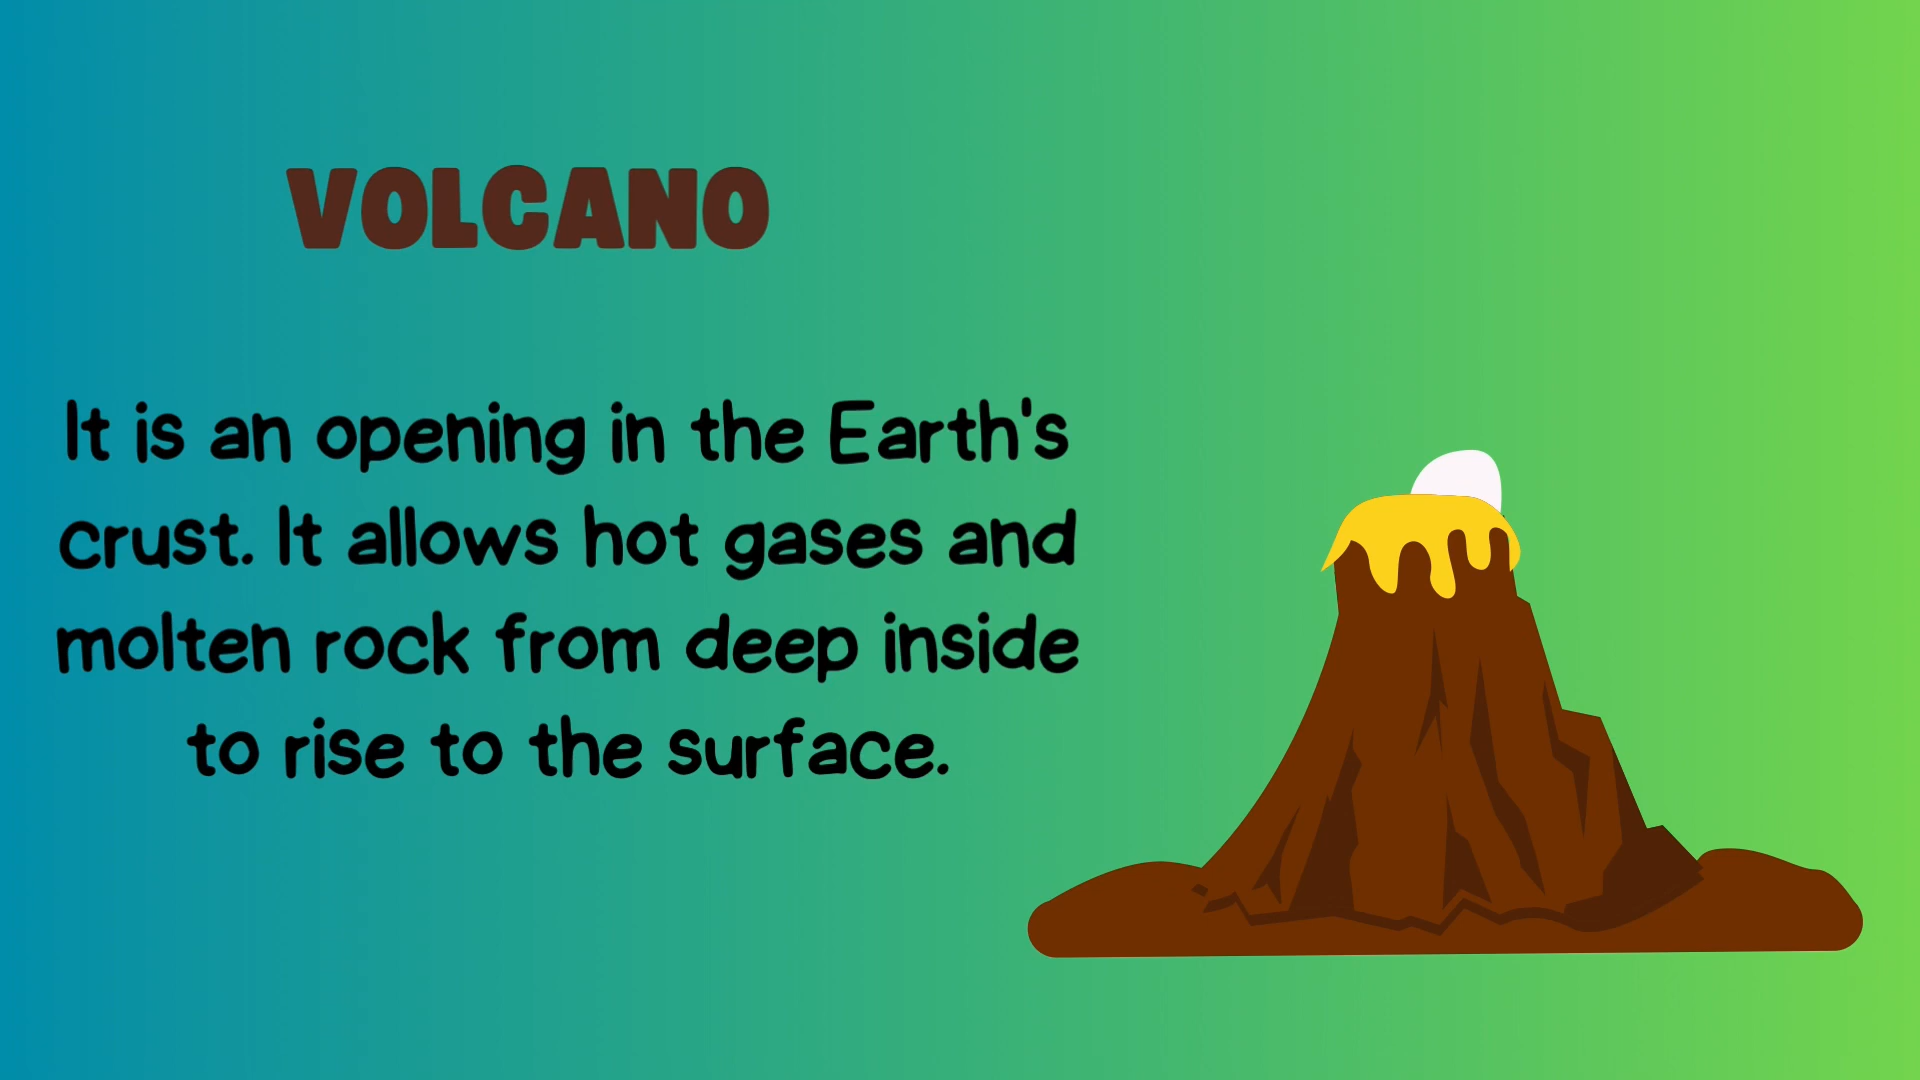 VOLCANO
It is an opening in the Earth's
crust. It allows hot gases and
molten rock from deep inside
to rise to the surface.